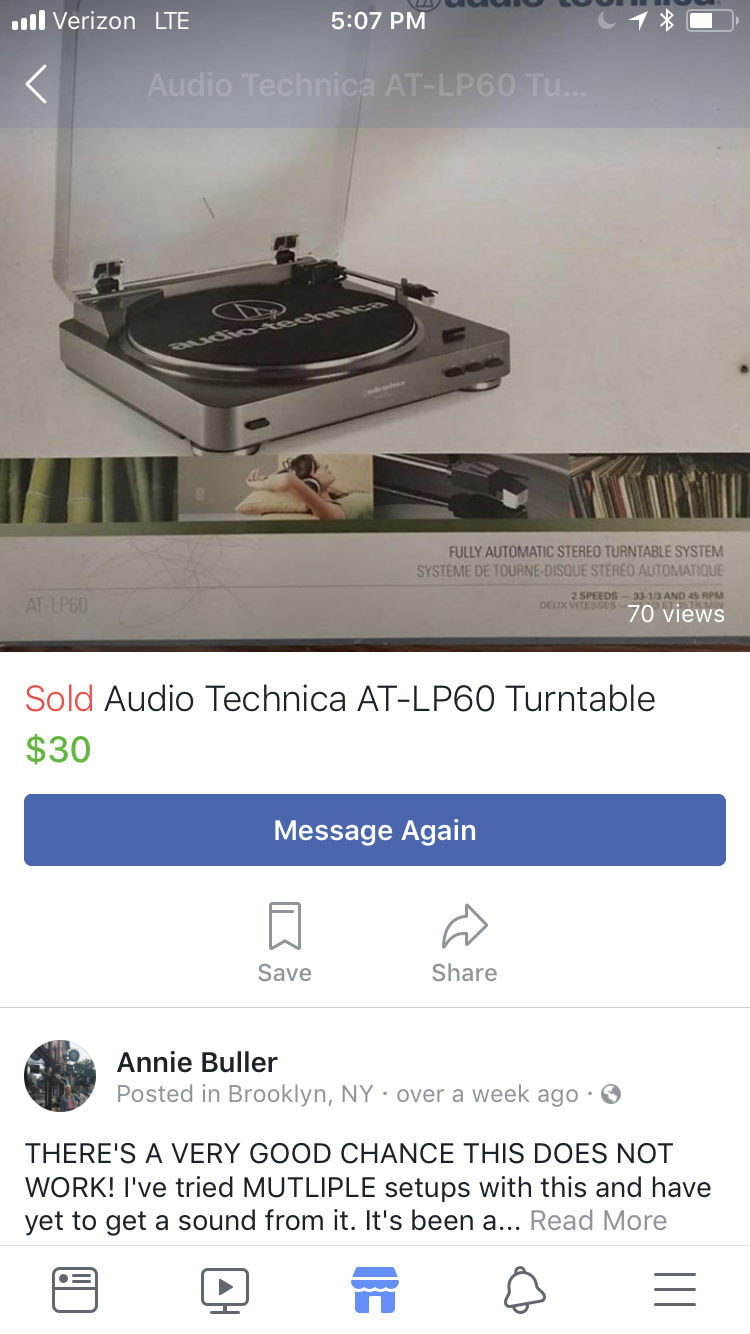 Verizon LTE 5:07 PM
Audio Technica AT-LP60 Tu...
audio-technica
audio-technica
FULLY AUTOMATIC STEREO TURNTABLE SYSTEM
SYSTÈME DE TOURNE-DISQUE STÉRÉO AUTOMATIQUE
AT-LP60
2 SPEEDS – 33-1/3 AND 45 RPM
DEUX VITESSES
70 views
Sold Audio Technica AT-LP60 Turntable
$30
Message Again
Save Share
Annie Buller
Posted in Brooklyn, NY · over a week ago ·
THERE'S A VERY GOOD CHANCE THIS DOES NOT
WORK! I've tried MUTLIPLE setups with this and have
yet to get a sound from it. It's been a... Read More